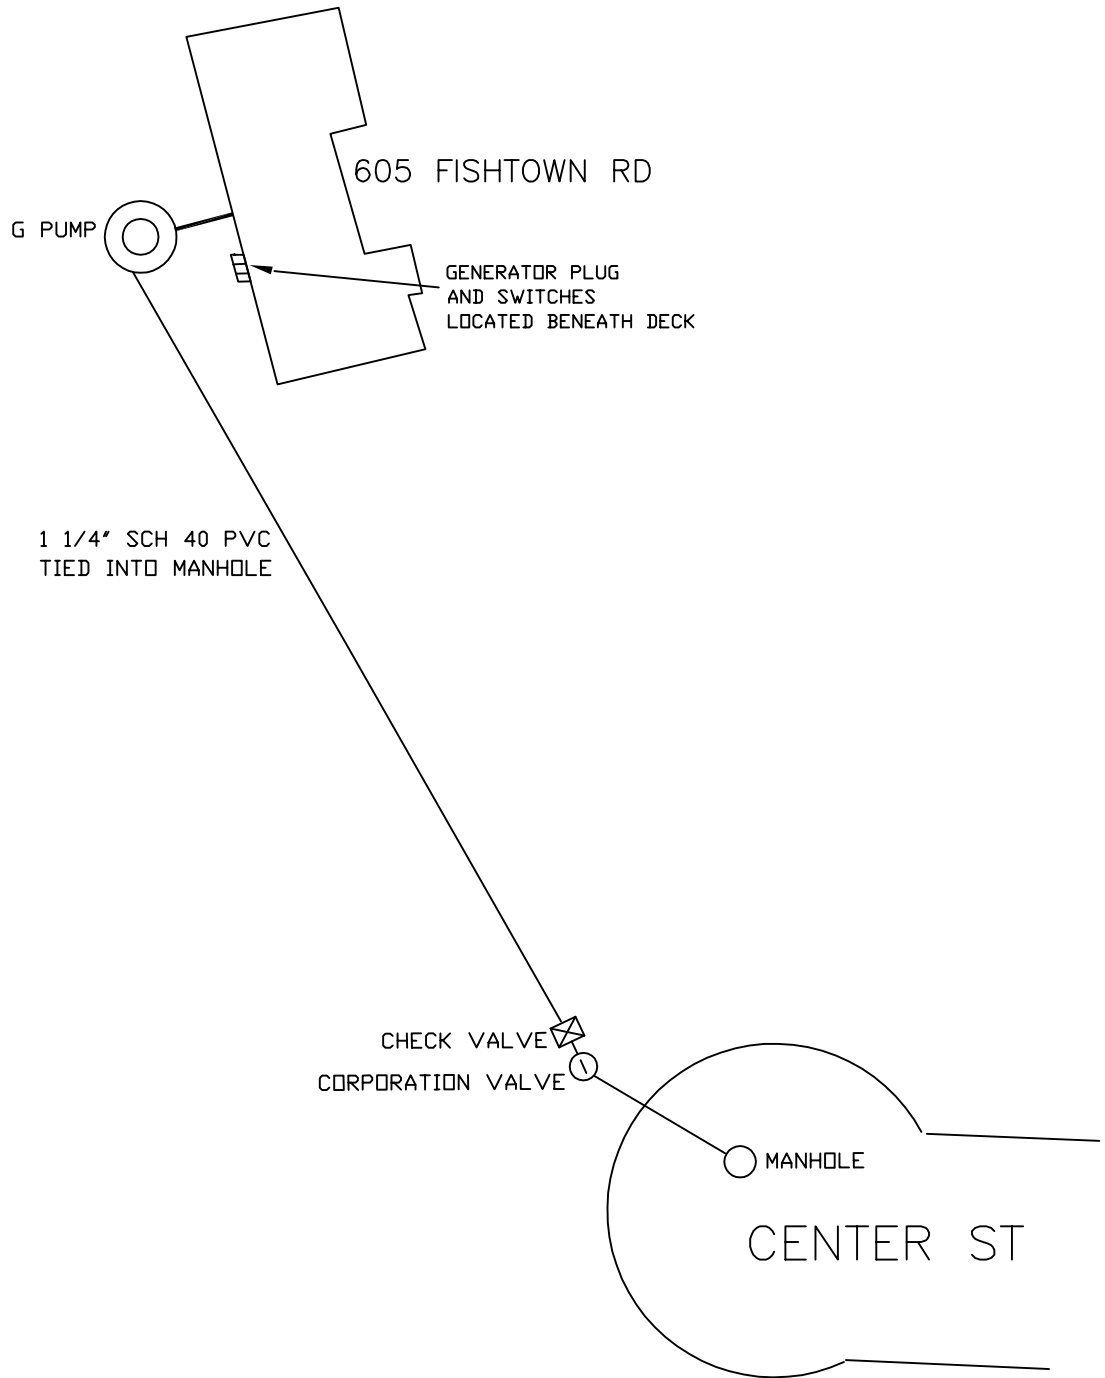 605 FISHTOWN RD
G PUMP
GENERATOR PLUG
AND SWITCHES
LOCATED BENEATH DECK
1 1/4" SCH 40 PVC
TIED INTO MANHOLE
CHECK VALVE
CORPORATION VALVE
MANHOLE
CENTER ST